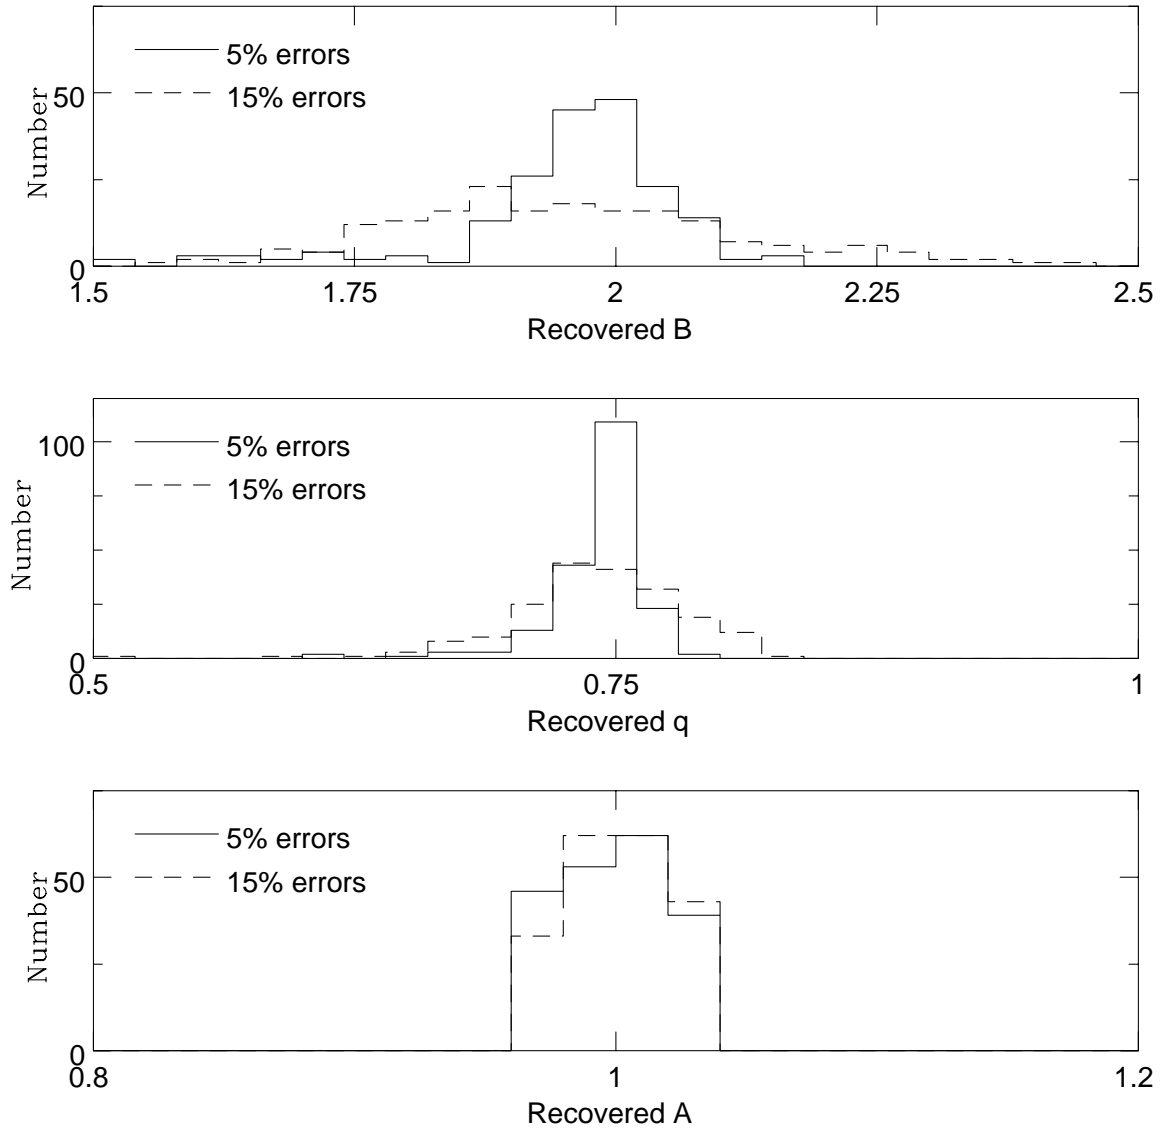 5% errors
15% errors
Number
50
0
1.5 1.75 2 2.25 2.5
Recovered B
5% errors
15% errors
Number
100
0
0.5 0.75 1
Recovered q
5% errors
15% errors
Number
50
0
0.8 1 1.2
Recovered A